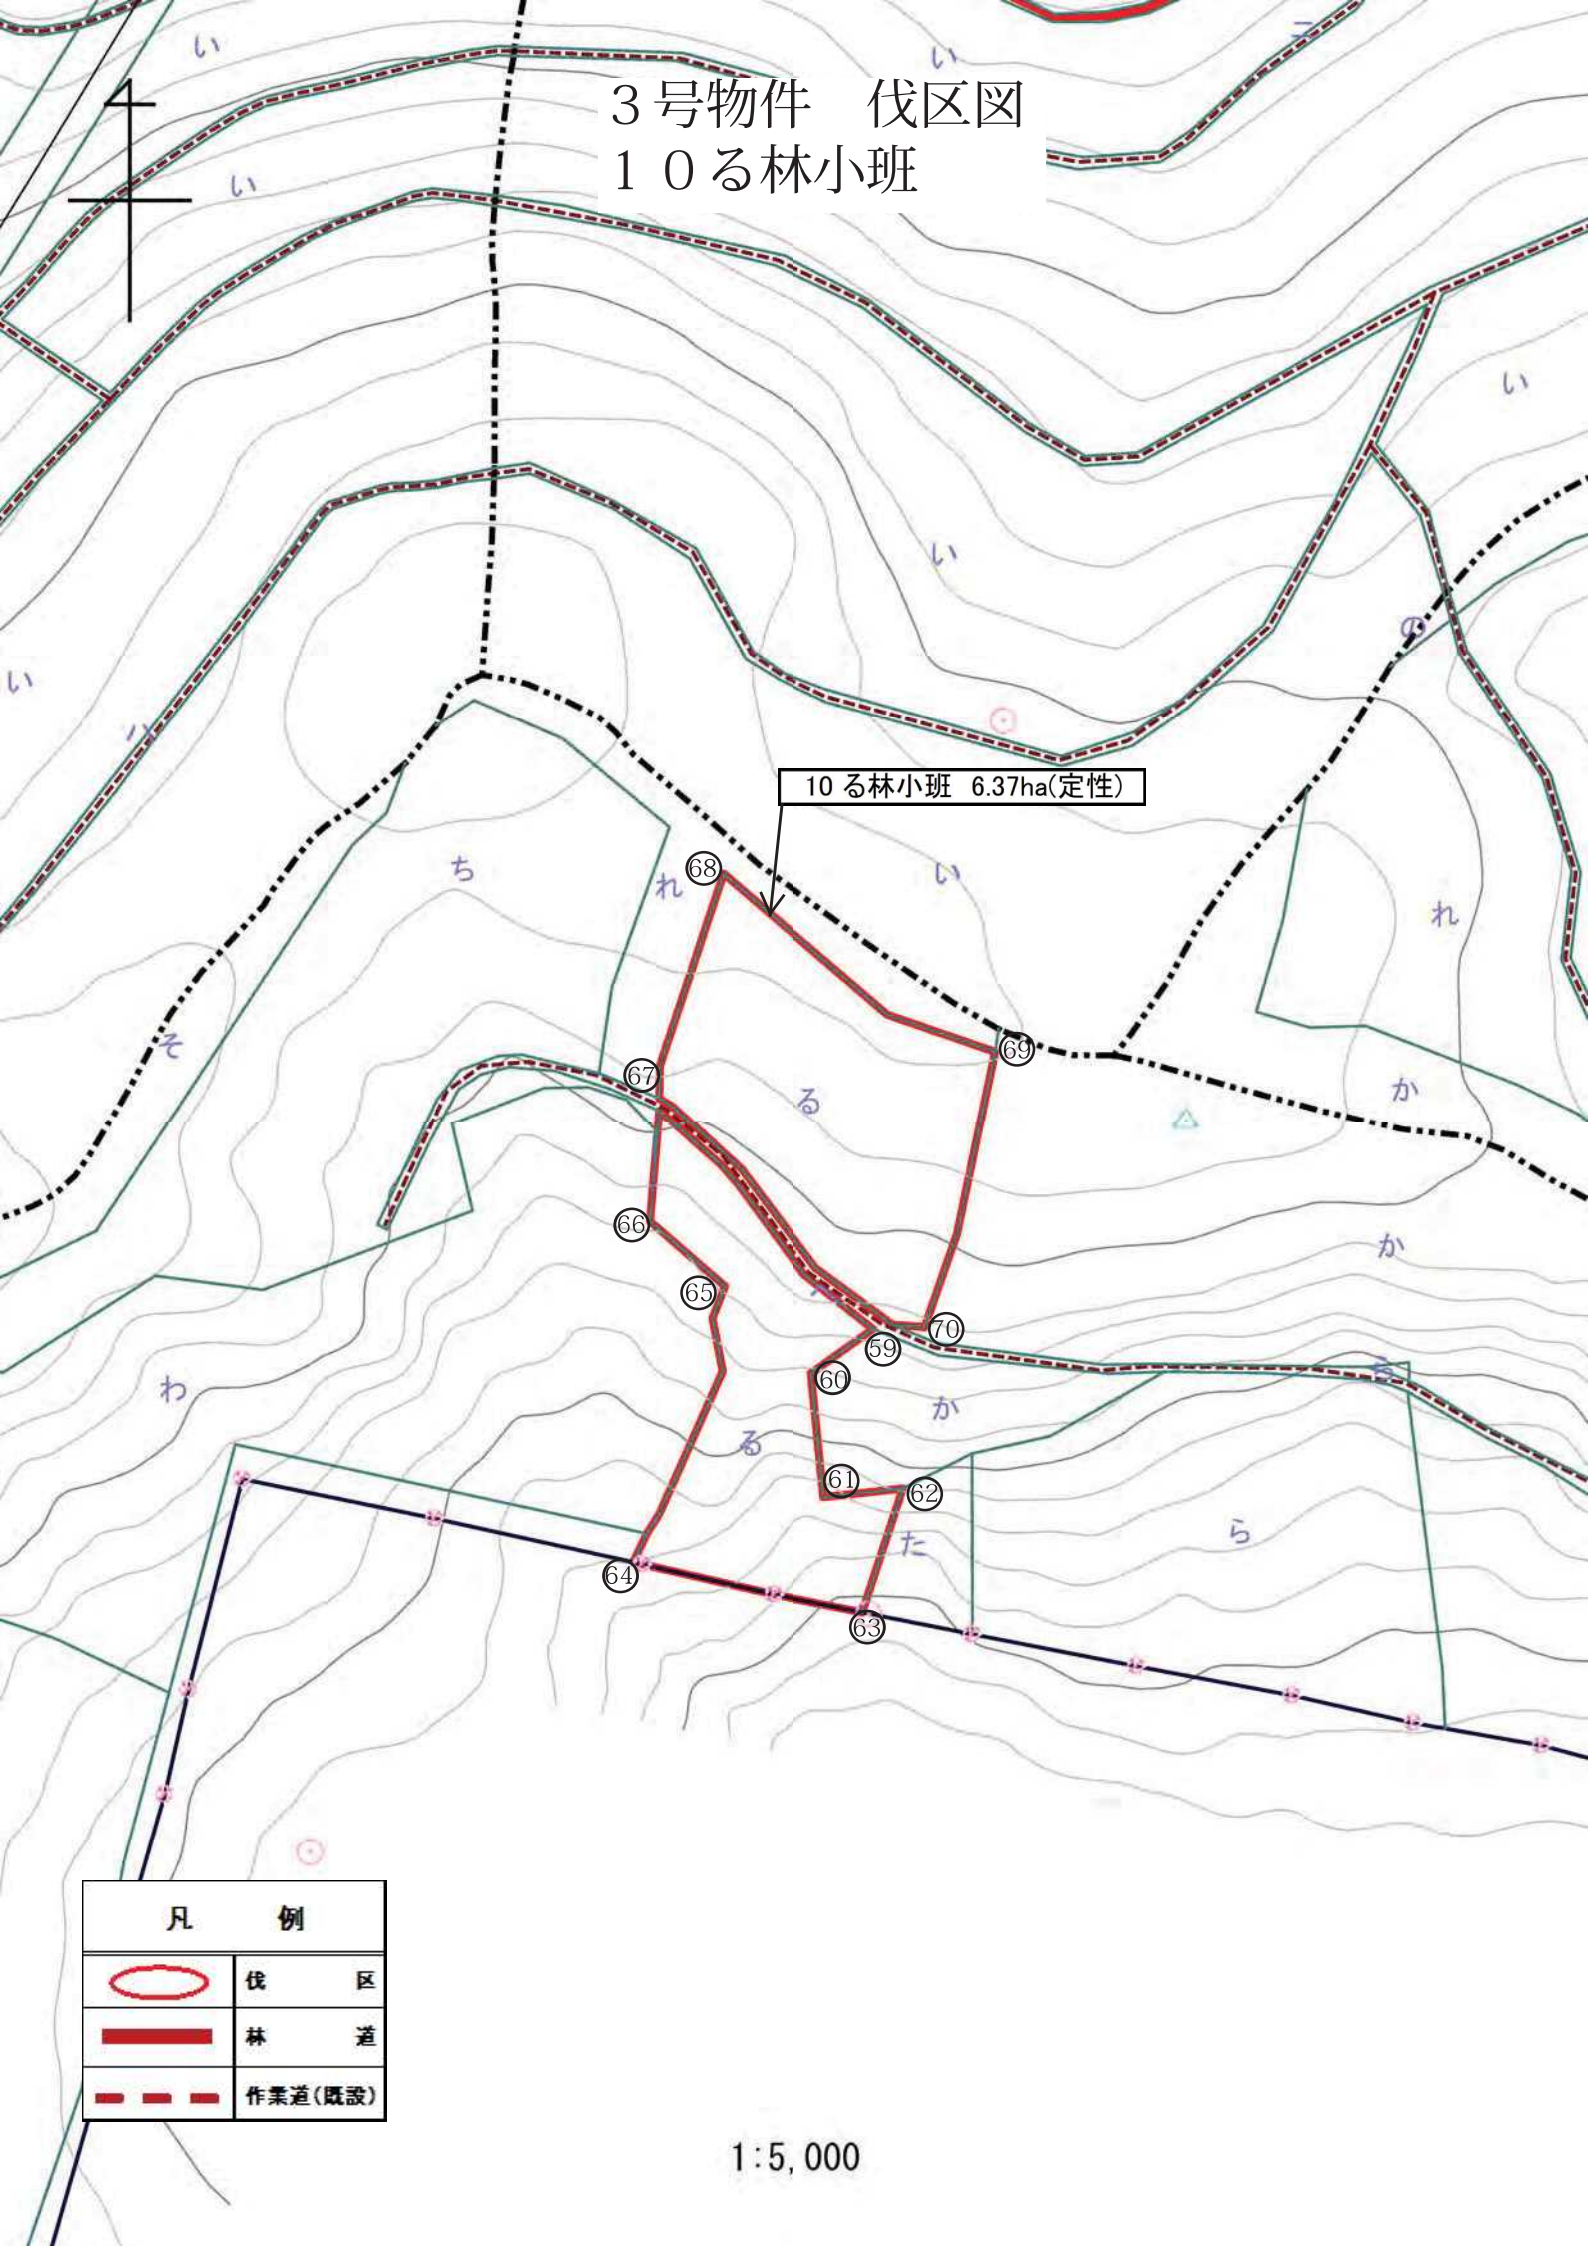 い
い
ニ
3号物件　伐区図
い
10る林小班
い
い
の
い
ハ
10 る林小班 6.37ha(定性)
68
ち
れ
い
れ
そ
69
67
る
か
66
か
65
70
59
60
ら
わ
か
る
61
62
た
ら
64
63
凡　例
伐　区
林　道
作業道(既設)
1:5,000